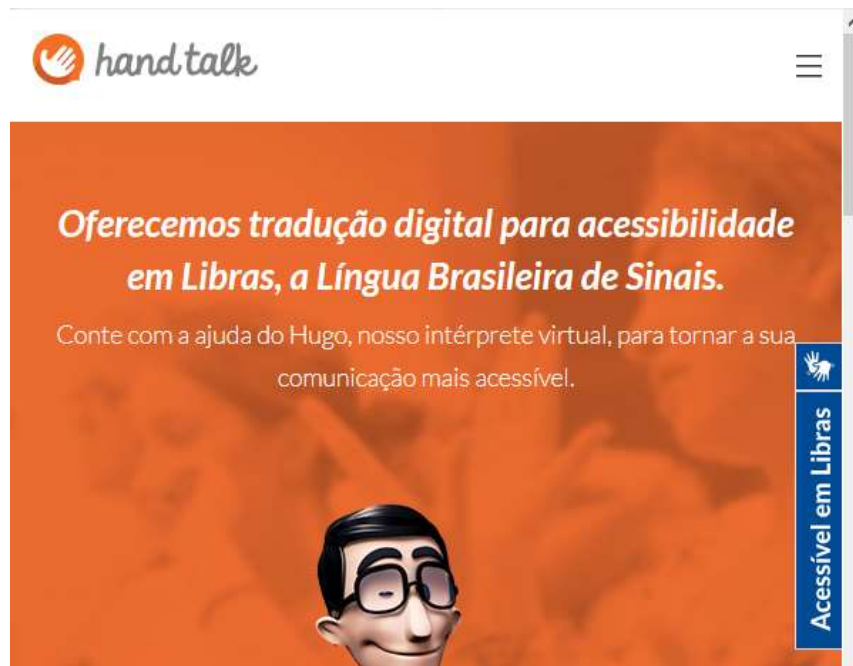 hand talk
Oferecemos tradução digital para acessibilidade
em Libras, a Língua Brasileira de Sinais.
Conte com a ajuda do Hugo, nosso intérprete virtual, para tornar a sua
comunicação mais acessível.
Acessível em Libras